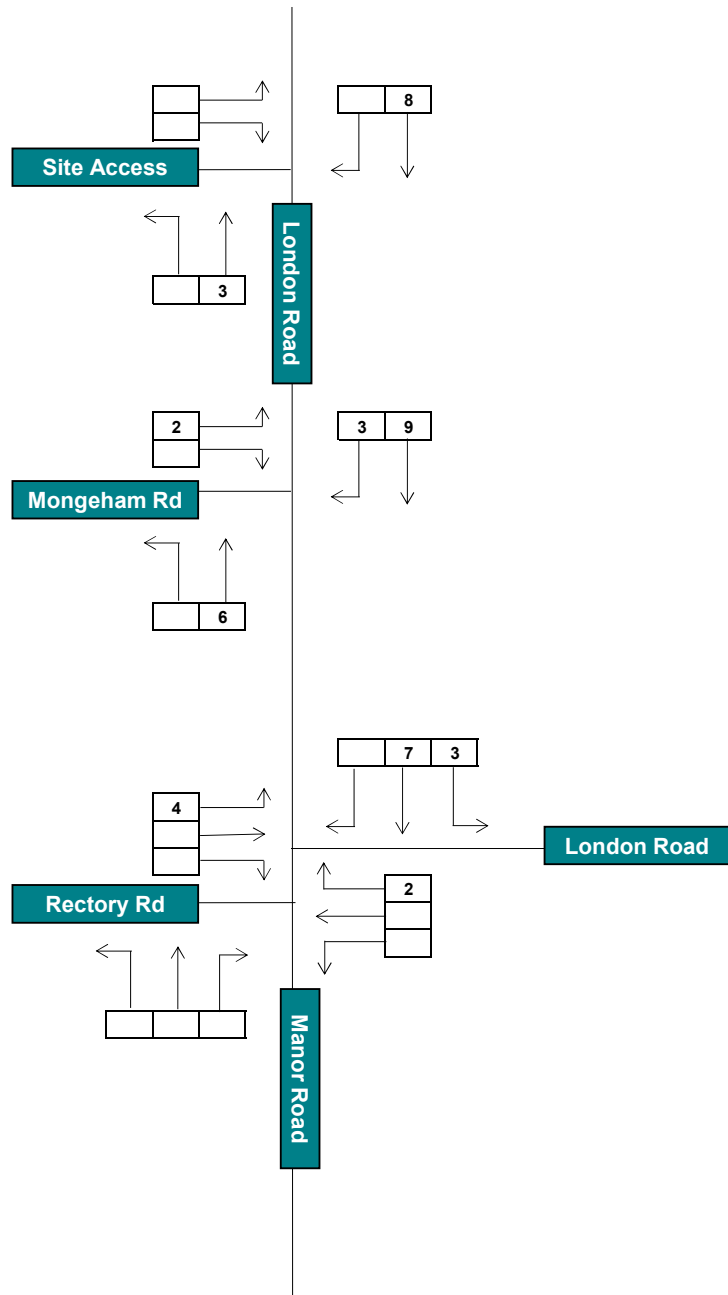 8
Site Access
London Road
3
2
3 9
Mongeham Rd
6
7 3
4
London Road
2
Rectory Rd
Manor Road